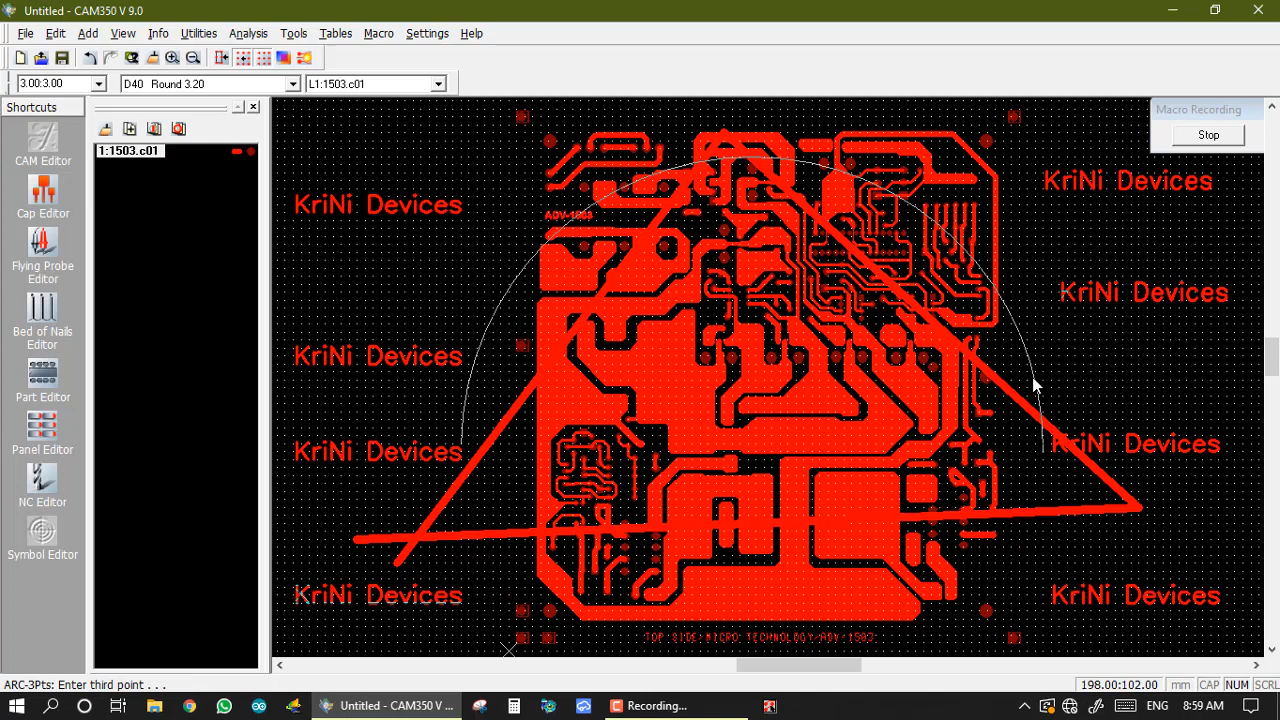 Untitled - CAM350 V 9.0
File Edit Add View Info Utilities Analysis Tools Tables Macro Settings Help
3.00:3.00 D40 Round 3.20 L1:1503.c01
Shortcuts
CAM Editor
Cap Editor
Flying Probe
Editor
Bed of Nails
Editor
Part Editor
Panel Editor
NC Editor
Symbol Editor
1:1503.c01
Macro Recording
Stop
KriNi Devices
KriNi Devices
ADV-1503
KriNi Devices
KriNi Devices
KriNi Devices
KriNi Devices
KriNi Devices
KriNi Devices
TOP SIDE:MICRO TECHNOLOGY-ADV-1503
ARC-3Pts: Enter third point . . .
198.00:102.00 mm CAP NUM SCRL
Untitled - CAM350 V ...
Recording...
8:59 AM